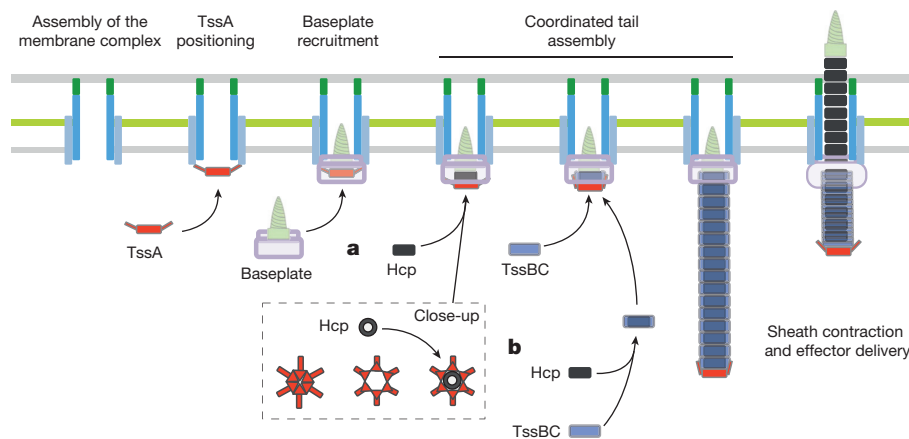 Assembly of the
membrane complex
TssA
positioning
Baseplate
recruitment
Coordinated tail
assembly
TssA
Baseplate
a
Hcp
TssBC
Close-up
Hcp
b
Hcp
TssBC
Sheath contraction
and effector delivery